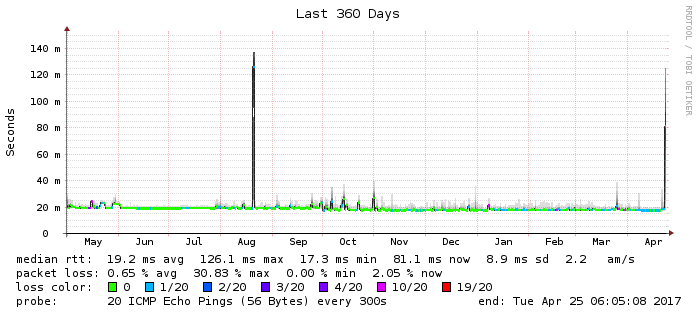 Last 360 Days
RRDTOOL / TOBI OETIKER
Seconds
140 m
120 m
100 m
80 m
60 m
40 m
20 m
0
May Jun Jul Aug Sep Oct Nov Dec Jan Feb Mar Apr
median rtt: 19.2 ms avg 126.1 ms max 17.3 ms min 81.1 ms now 8.9 ms sd 2.2 am/s
packet loss: 0.65 % avg 30.83 % max 0.00 % min 2.05 % now
loss color: 0 1/20 2/20 3/20 4/20 10/20 19/20
probe: 20 ICMP Echo Pings (56 Bytes) every 300s end: Tue Apr 25 06:05:08 2017